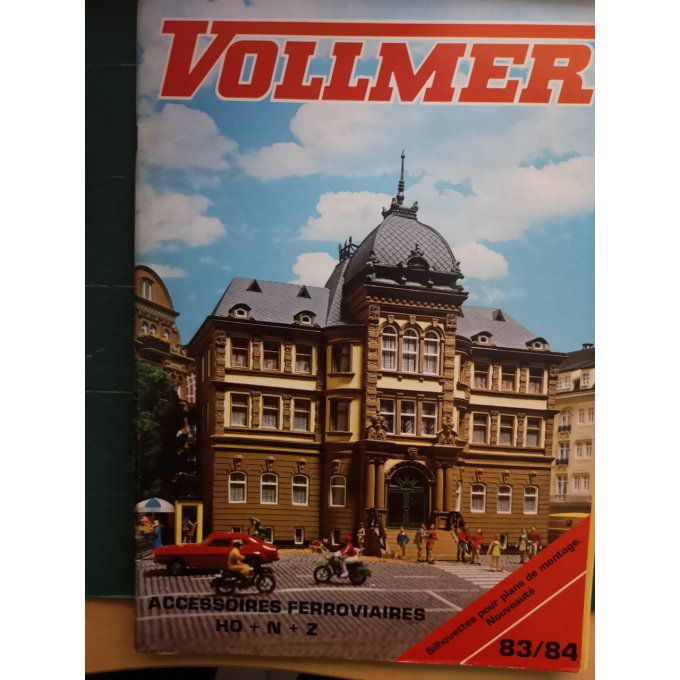 VOLLMER
ACCESSOIRES FERROVIAIRES
HO + N + Z
Silhouettes pour plans de montage.
Nouveauté
83/84